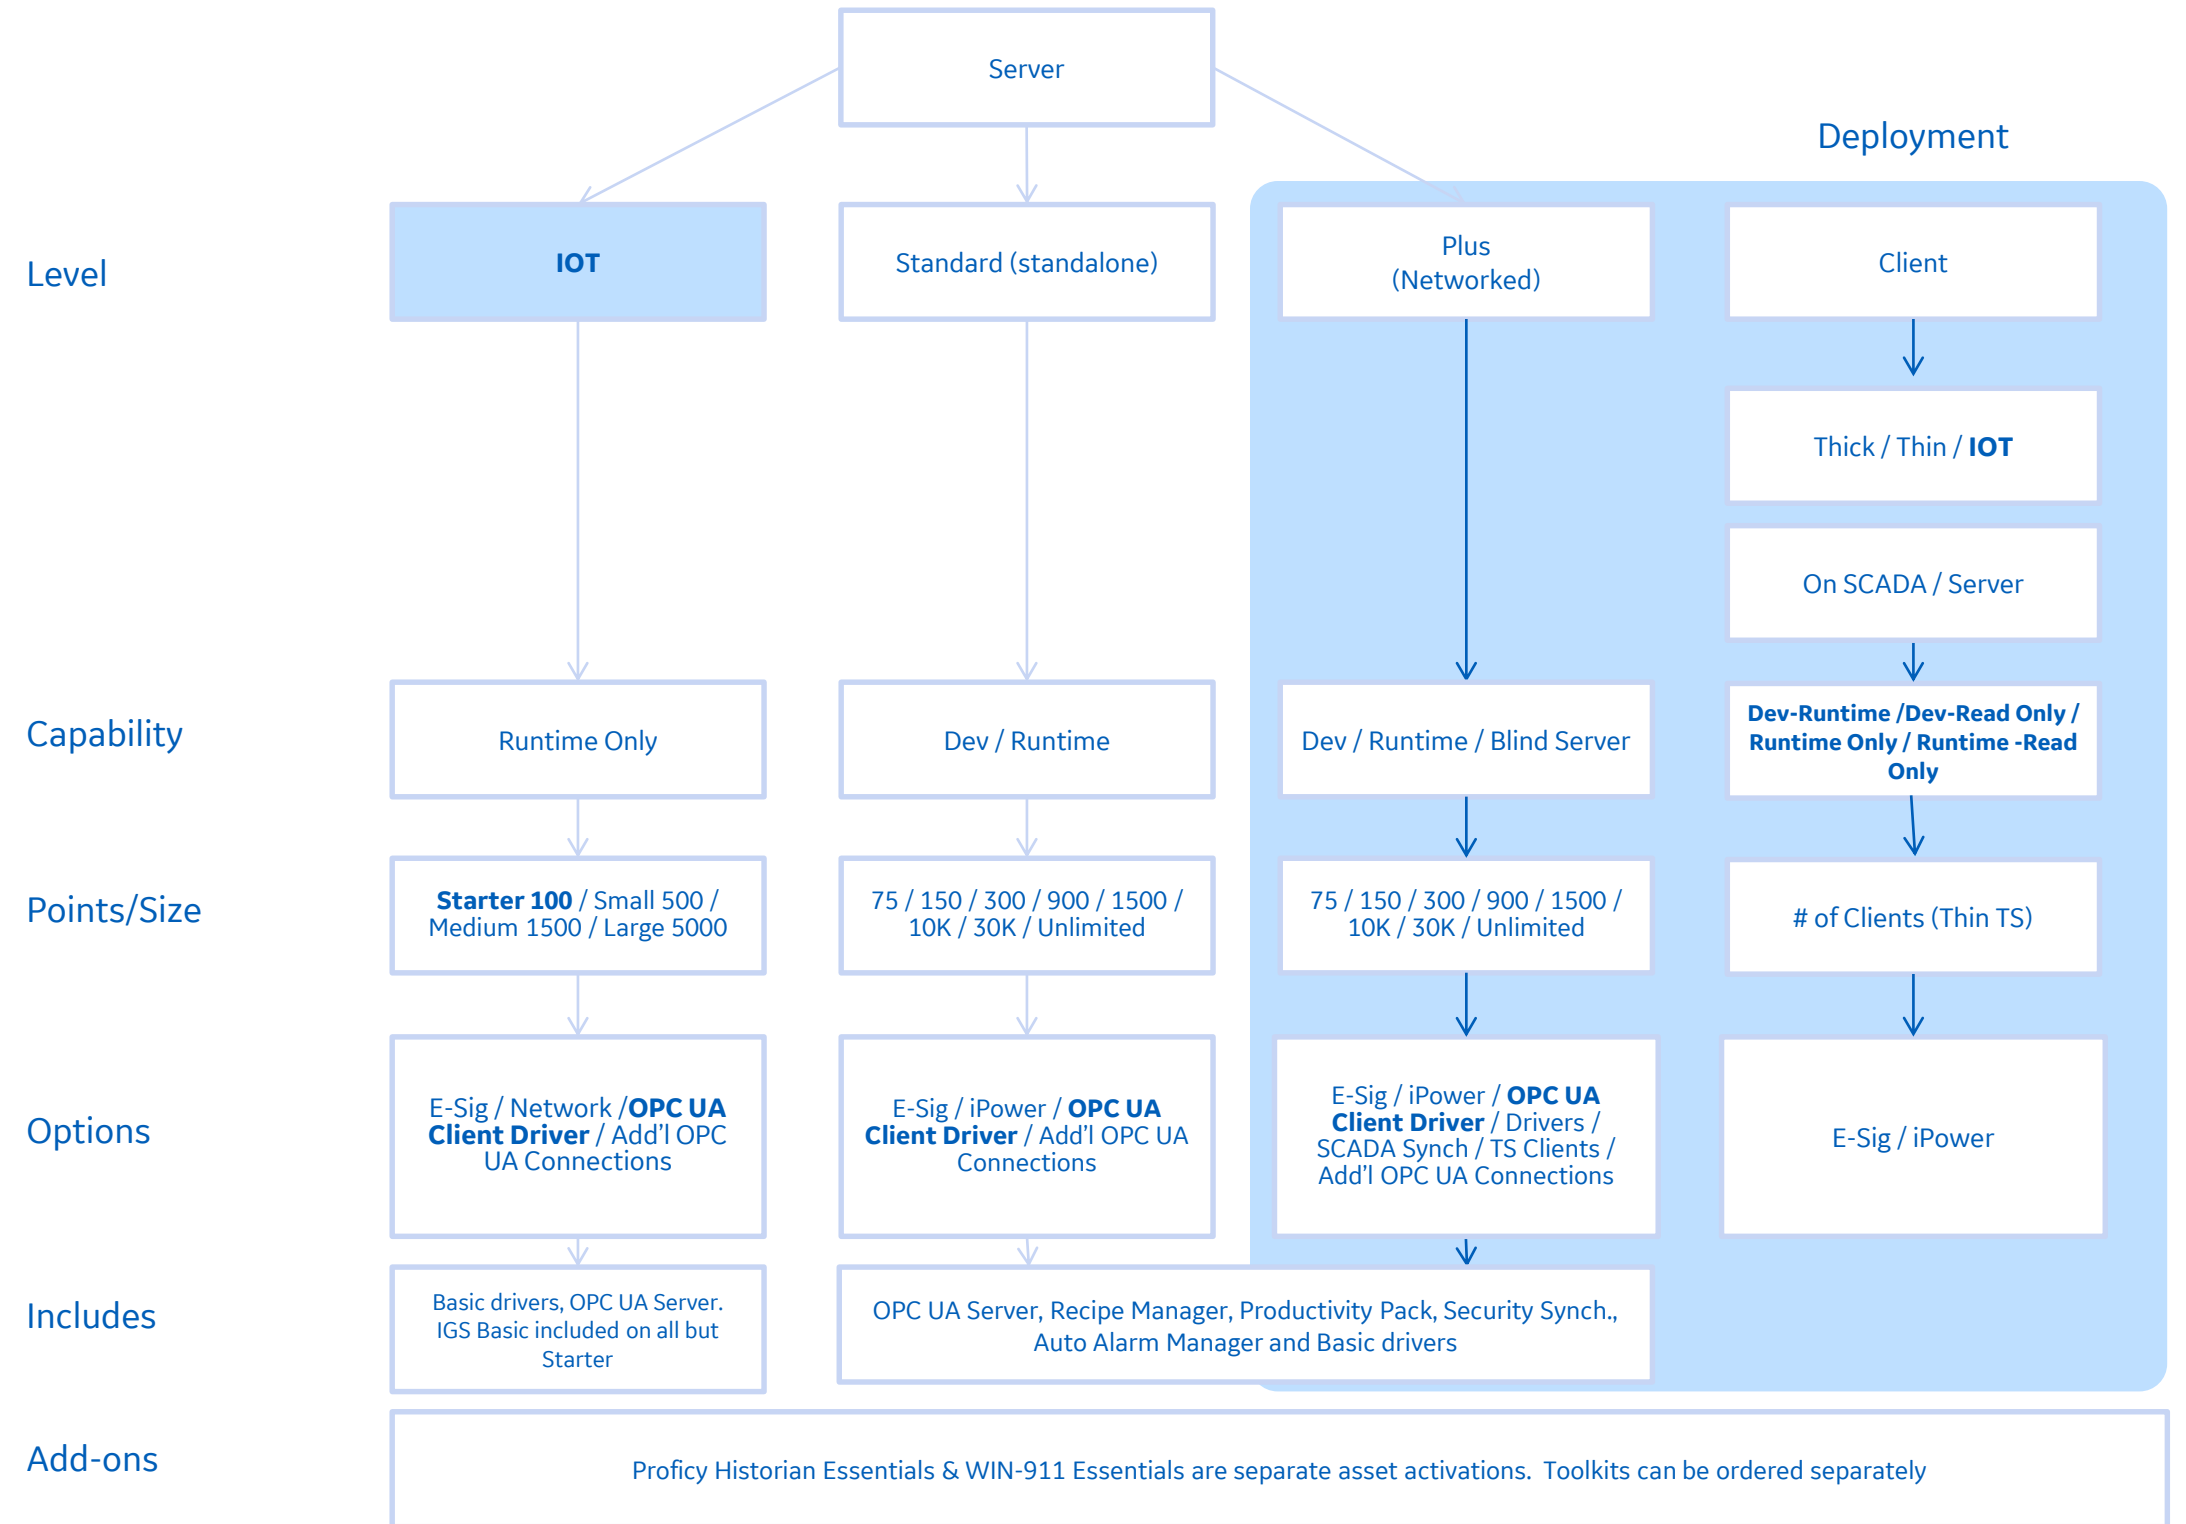 Server
Deployment
Level
IOT
Standard (standalone)
Plus
(Networked)
Client
Thick / Thin / IOT
On SCADA / Server
Capability
Runtime Only
Dev / Runtime
Dev / Runtime / Blind Server
Dev-Runtime /Dev-Read Only /
Runtime Only / Runtime -Read
Only
Points/Size
Starter 100 / Small 500 /
Medium 1500 / Large 5000
75 / 150 / 300 / 900 / 1500 /
10K / 30K / Unlimited
75 / 150 / 300 / 900 / 1500 /
10K / 30K / Unlimited
# of Clients (Thin TS)
Options
E-Sig / Network /OPC UA
Client Driver / Add'l OPC
UA Connections
E-Sig / iPower / OPC UA
Client Driver / Add'l OPC UA
Connections
E-Sig / iPower / OPC UA
Client Driver / Drivers /
SCADA Synch / TS Clients /
Add'l OPC UA Connections
E-Sig / iPower
Includes
Basic drivers, OPC UA Server.
IGS Basic included on all but
Starter
OPC UA Server, Recipe Manager, Productivity Pack, Security Synch.,
Auto Alarm Manager and Basic drivers
Add-ons
Proficy Historian Essentials & WIN-911 Essentials are separate asset activations.  Toolkits can be ordered separately